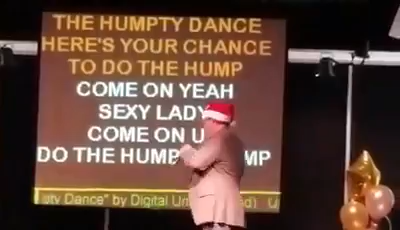 THE HUMPTY DANCE
HERE'S YOUR CHANCE
TO DO THE HUMP
COME ON YEAH
SEXY LADY
COME ON
DO THE
Dance" by Digital